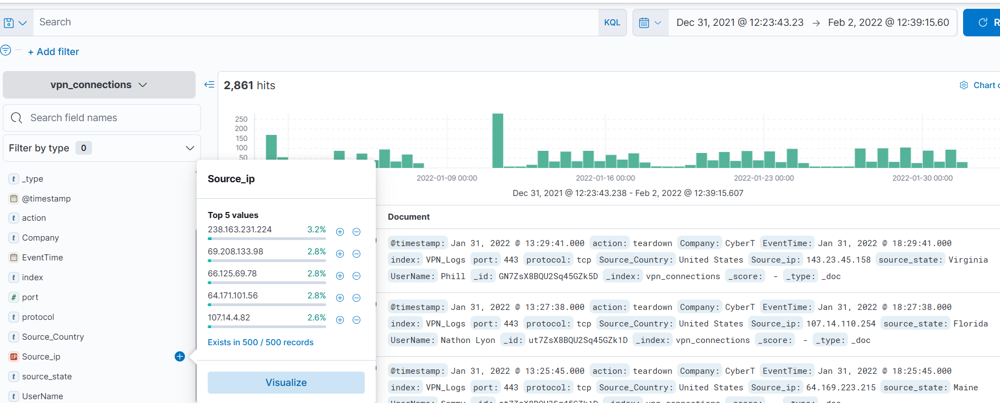 Search KQL Dec 31, 2021 @ 12:23:43.23 → Feb 2, 2022 @ 12:39:15.60 R
+ Add filter
vpn_connections
2,861 hits
Chart o
Search field names
Filter by type 0
_type
@timestamp
action
Company
EventTime
index
port
protocol
Source_Country
Source_ip
source_state
UserName
250
200
150
100
50
2022-01-09 00:00 2022-01-16 00:00 2022-01-23 00:00 2022-01-30 00:00
Dec 31, 2021 @ 12:23:43.238 - Feb 2, 2022 @ 12:39:15.607
Source_ip
Top 5 values
238.163.231.224 3.2%
69.208.133.98 2.8%
66.125.69.78 2.8%
64.171.101.56 2.8%
107.14.4.82 2.6%
Exists in 500 / 500 records
Visualize
Document
@timestamp: Jan 31, 2022 @ 13:29:41.000 action: teardown Company: CyberT EventTime: Jan 31, 2022 @ 18:29:41.000
index: VPN_Logs port: 443 protocol: tcp Source_Country: United States Source_ip: 143.23.45.158 source_state: Virginia
UserName: Phill _id: GN7ZsX8BQU2Sq45GZk5D _index: vpn_connections _score: - _type: _doc
@timestamp: Jan 31, 2022 @ 13:27:38.000 action: teardown Company: CyberT EventTime: Jan 31, 2022 @ 18:27:38.000
index: VPN_Logs port: 443 protocol: tcp Source_Country: United States Source_ip: 107.14.110.254 source_state: Florida
UserName: Nathon Lyon _id: ut7ZsX8BQU2Sq45GZk1D _index: vpn_connections _score: - _type: _doc
@timestamp: Jan 31, 2022 @ 13:25:45.000 action: teardown Company: CyberT EventTime: Jan 31, 2022 @ 18:25:45.000
index: VPN_Logs port: 443 protocol: tcp Source_Country: United States Source_ip: 64.169.223.215 source_state: Maine